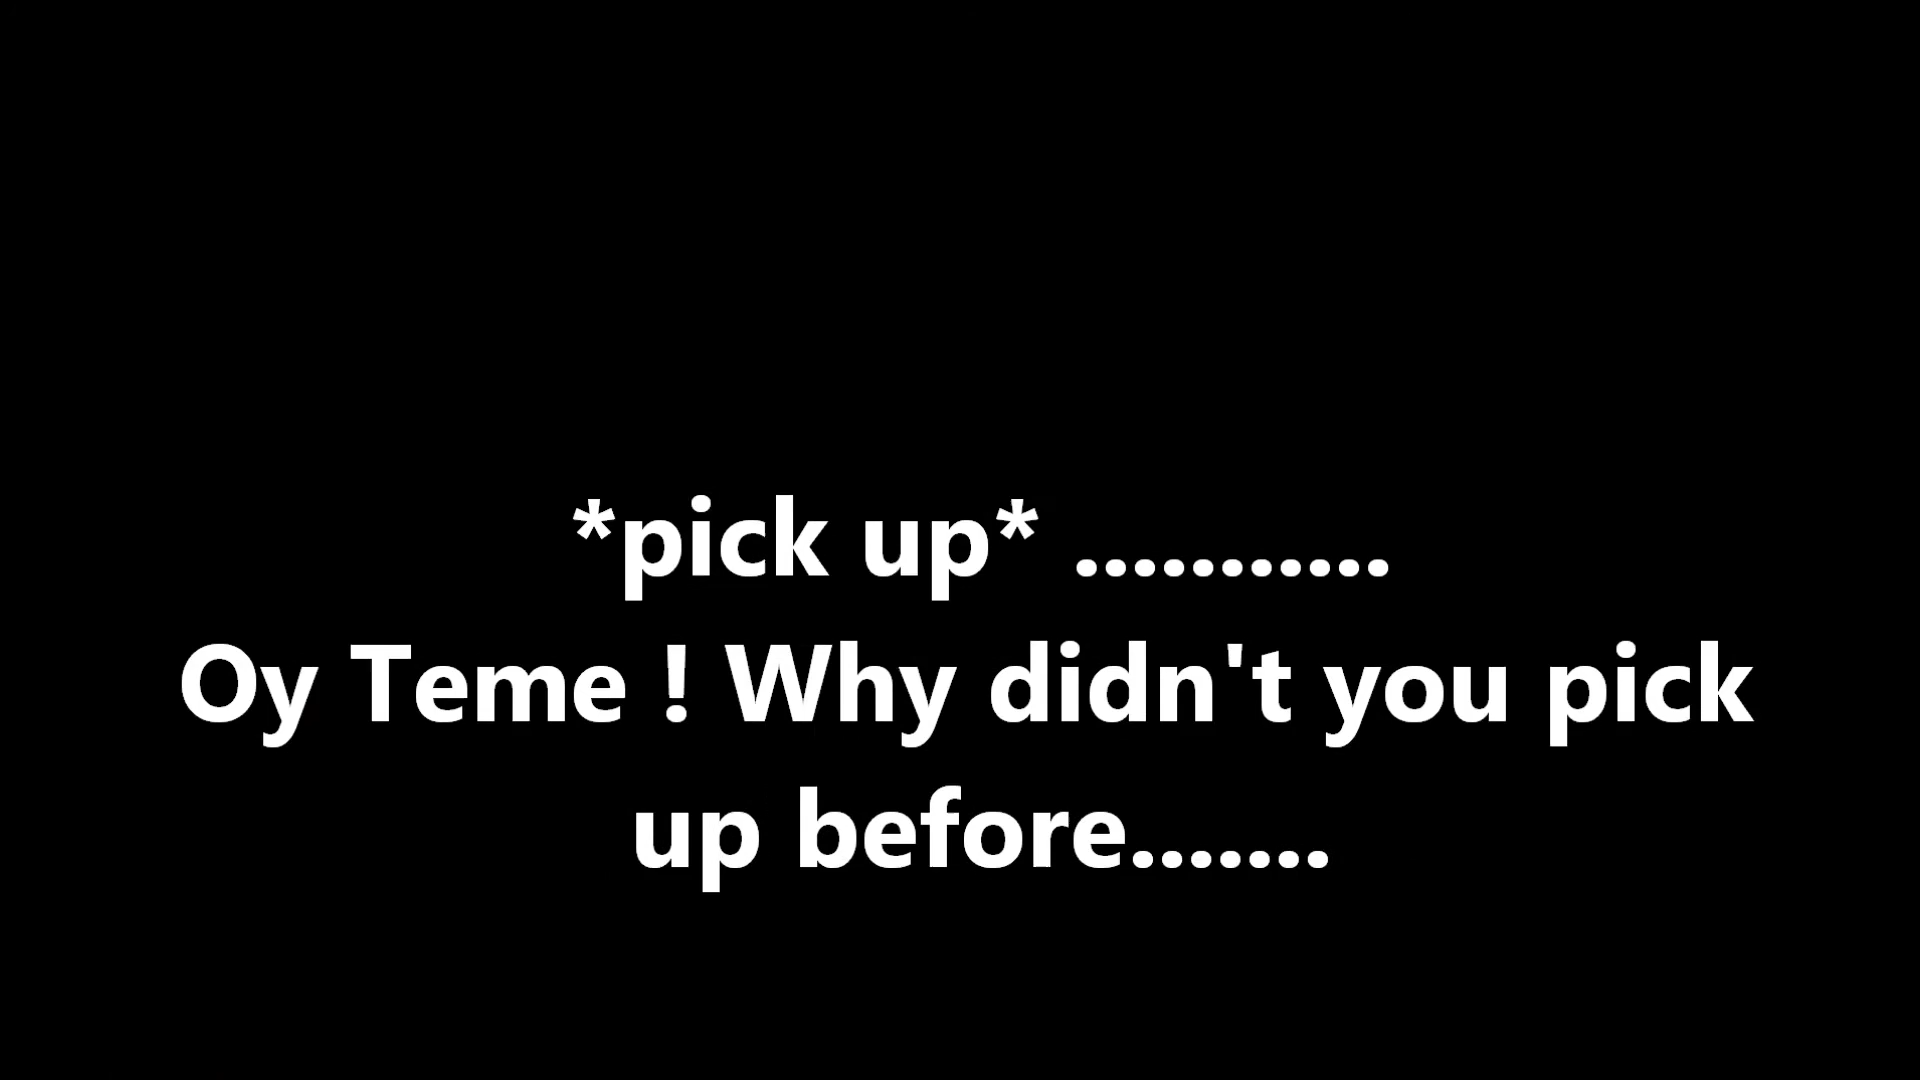 *pick up* ...........
Oy Teme ! Why didn't you pick
up before.......